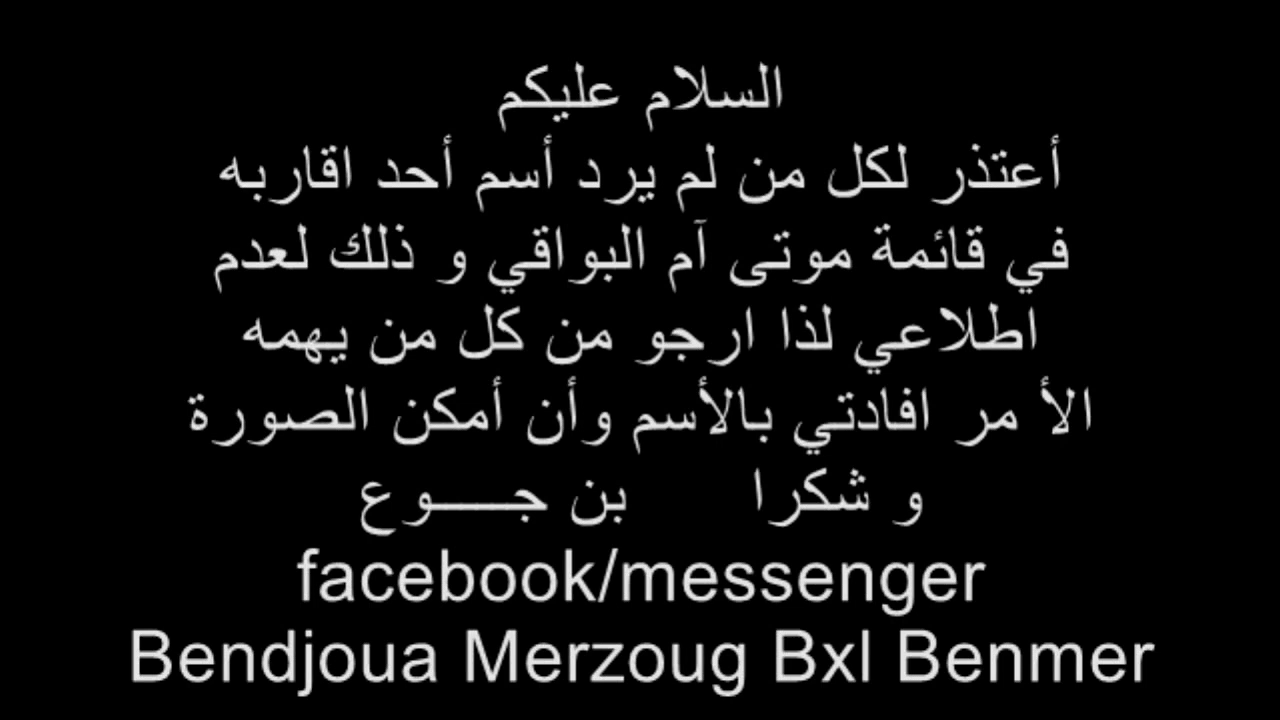 السلام عليكم
أعتذر لكل من لم يرد أسم أحد اقاربه
في قائمة موتى آم البواقي و ذلك لعدم
اطلاعي لذا ارجو من كل من يهمه
الأ مر افادتي بالأسم وأن أمكن الصورة
و شكرا بن جـــــوع
facebook/messenger
Bendjoua Merzoug Bxl Benmer